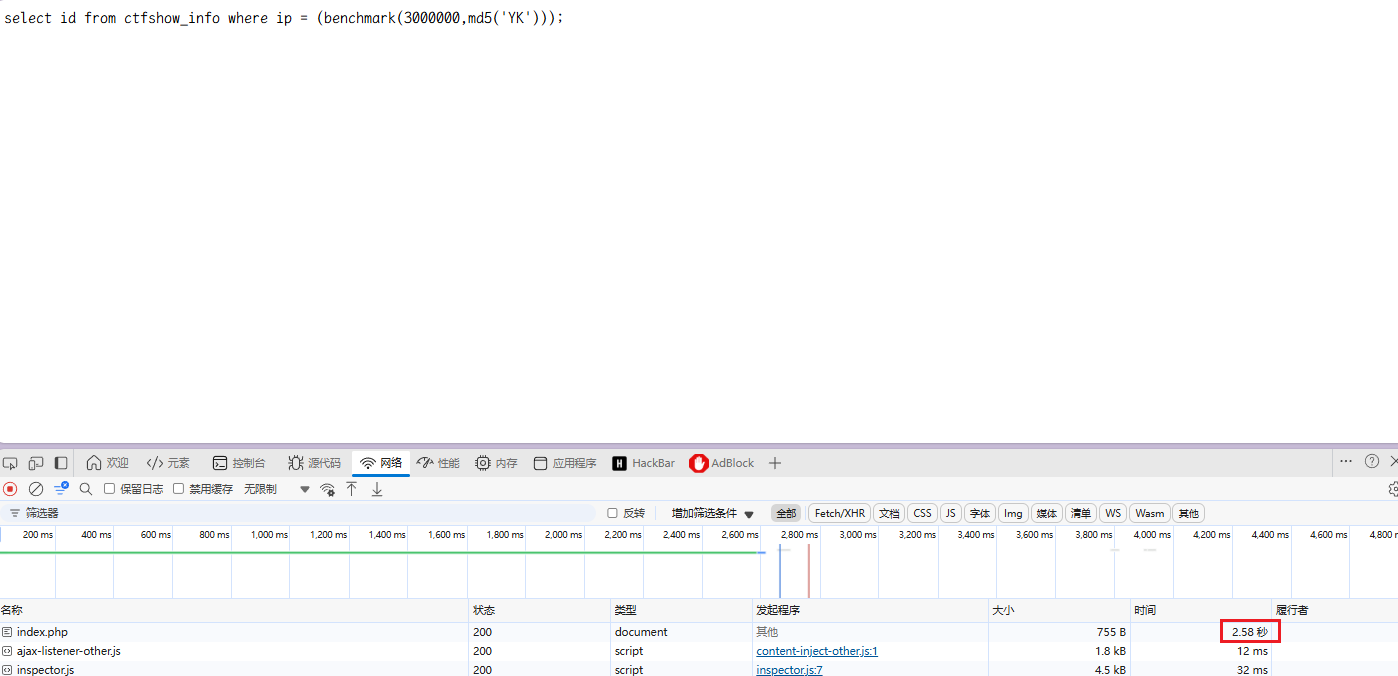 select id from ctfshow_info where ip = (benchmark(3000000,md5('YK')));
欢迎 元素 控制台 源代码 网络 性能 内存 应用程序 HackBar AdBlock
保留日志 禁用缓存 无限制
筛选器 反转 增加筛选条件 全部 Fetch/XHR 文档 CSS JS 字体 Img 媒体 清单 WS Wasm 其他
200 ms 400 ms 600 ms 800 ms 1,000 ms 1,200 ms 1,400 ms 1,600 ms 1,800 ms 2,000 ms 2,200 ms 2,400 ms 2,600 ms 2,800 ms 3,000 ms 3,200 ms 3,400 ms 3,600 ms 3,800 ms 4,000 ms 4,200 ms 4,400 ms 4,600 ms 4,800 m
名称 状态 类型 发起程序 大小 时间 履行者
index.php 200 document 其他 755 B 2.58 秒
ajax-listener-other.js 200 script content-inject-other.js:1 1.8 kB 12 ms
inspector.js 200 script inspector.js:7 4.5 kB 32 ms